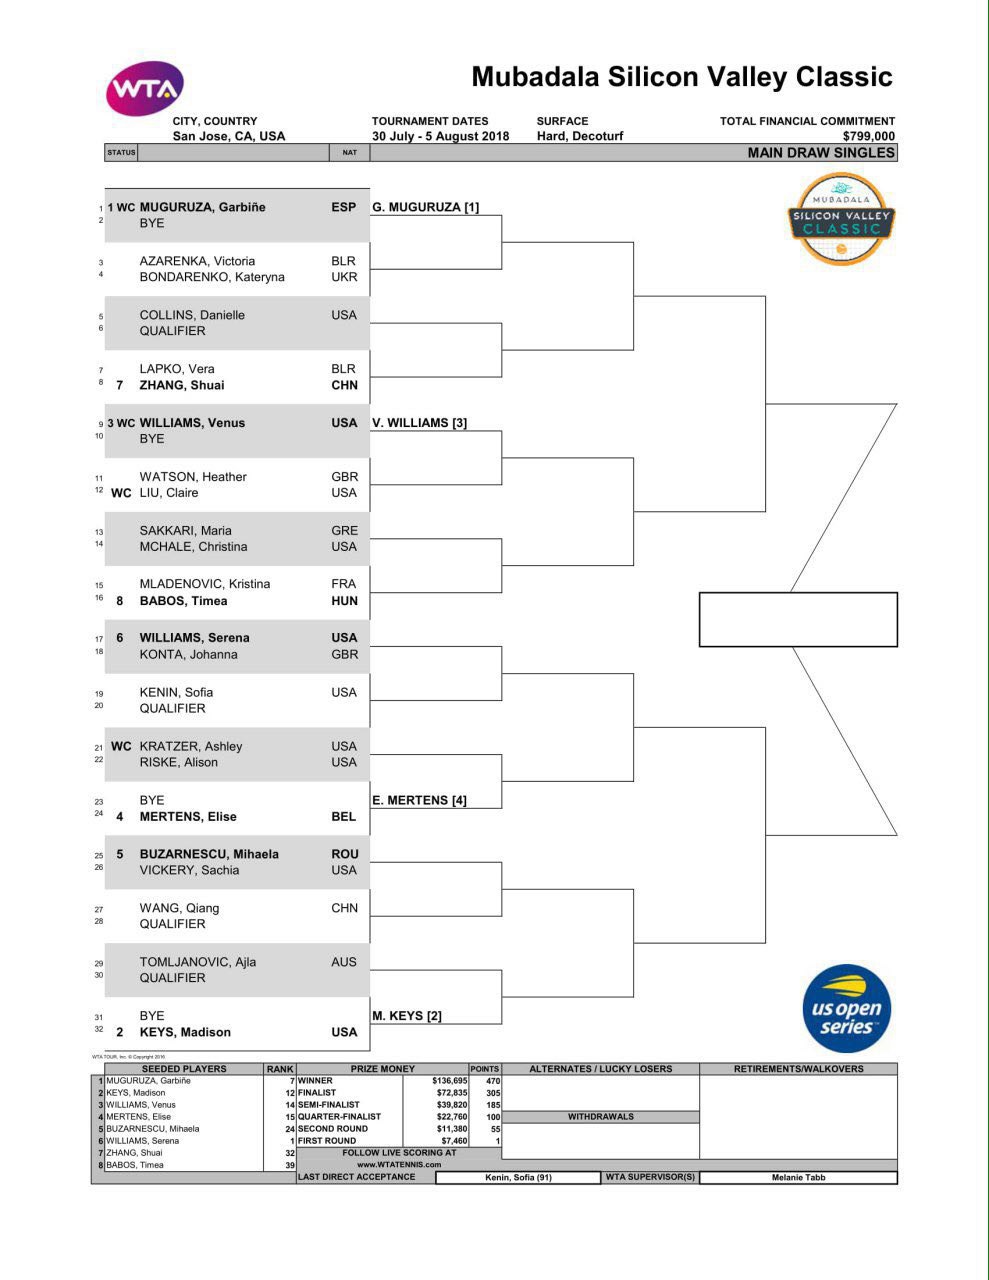 WTA
Mubadala Silicon Valley Classic
CITY, COUNTRY TOURNAMENT DATES SURFACE TOTAL FINANCIAL COMMITMENT
San Jose, CA, USA 30 July - 5 August 2018 Hard, Decoturf $799,000
STATUS NAT MAIN DRAW SINGLES
MUBADALA
SILICON VALLEY
CLASSIC
1 1 WC MUGURUZA, Garbiñe ESP G. MUGURUZA [1]
2 BYE
3 AZARENKA, Victoria BLR
4 BONDARENKO, Kateryna UKR
5 COLLINS, Danielle USA
6 QUALIFIER
7 LAPKO, Vera BLR
8 7 ZHANG, Shuai CHN
9 3 WC WILLIAMS, Venus USA V. WILLIAMS [3]
10 BYE
11 WATSON, Heather GBR
12 WC LIU, Claire USA
13 SAKKARI, Maria GRE
14 MCHALE, Christina USA
15 MLADENOVIC, Kristina FRA
16 8 BABOS, Timea HUN
17 6 WILLIAMS, Serena USA
18 KONTA, Johanna GBR
19 KENIN, Sofia USA
20 QUALIFIER
21 WC KRATZER, Ashley USA
22 RISKE, Alison USA
23 BYE E. MERTENS [4]
24 4 MERTENS, Elise BEL
25 5 BUZARNESCU, Mihaela ROU
26 VICKERY, Sachia USA
27 WANG, Qiang CHN
28 QUALIFIER
29 TOMLJANOVIC, Ajla AUS
30 QUALIFIER
31 BYE M. KEYS [2]
32 2 KEYS, Madison USA
us open
series
WTA TOUR, Inc. © Copyright 2016
SEEDED PLAYERS RANK PRIZE MONEY POINTS ALTERNATES / LUCKY LOSERS RETIREMENTS/WALKOVERS
1 MUGURUZA, Garbiñe 7 WINNER $136,695 470
2 KEYS, Madison 12 FINALIST $72,835 305
3 WILLIAMS, Venus 14 SEMI-FINALIST $39,820 185
4 MERTENS, Elise 15 QUARTER-FINALIST $22,760 100 WITHDRAWALS
5 BUZARNESCU, Mihaela 24 SECOND ROUND $11,380 55
6 WILLIAMS, Serena 1 FIRST ROUND $7,460 1
7 ZHANG, Shuai 32 FOLLOW LIVE SCORING AT
8 BABOS, Timea 39 www.WTATENNIS.com
LAST DIRECT ACCEPTANCE Kenin, Sofia (91) WTA SUPERVISOR(S) Melanie Tabb